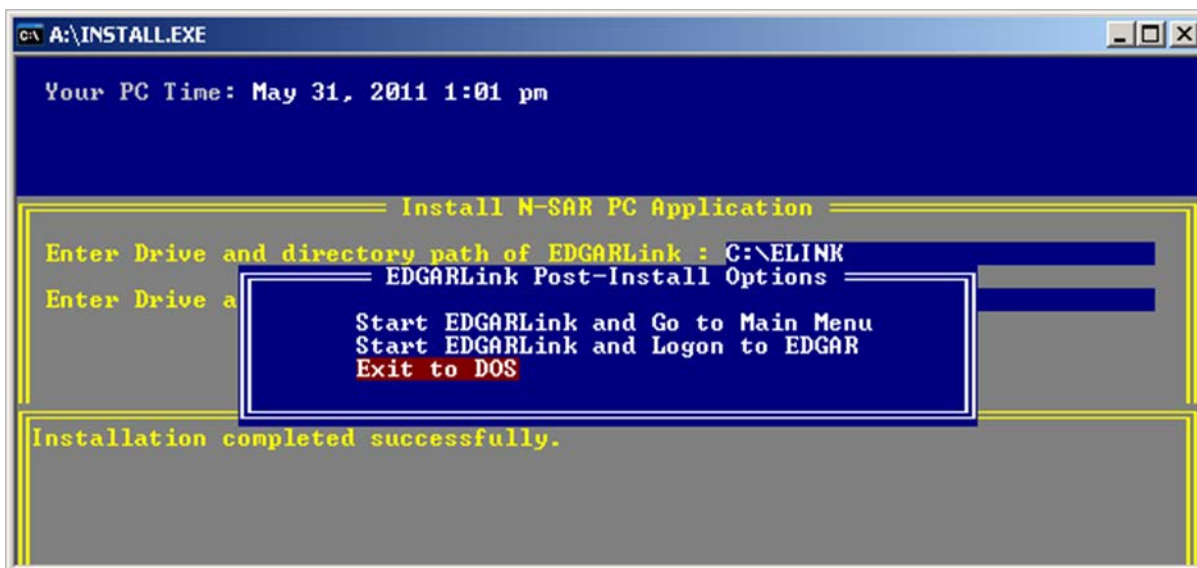 A:\INSTALL.EXE
Your PC Time: May 31, 2011 1:01 pm
Install N-SAR PC Application
Enter Drive and directory path of EDGARLink : C:\ELINK
EDGARLink Post-Install Options
Enter Drive a
Start EDGARLink and Go to Main Menu
Start EDGARLink and Logon to EDGAR
Exit to DOS
Installation completed successfully.